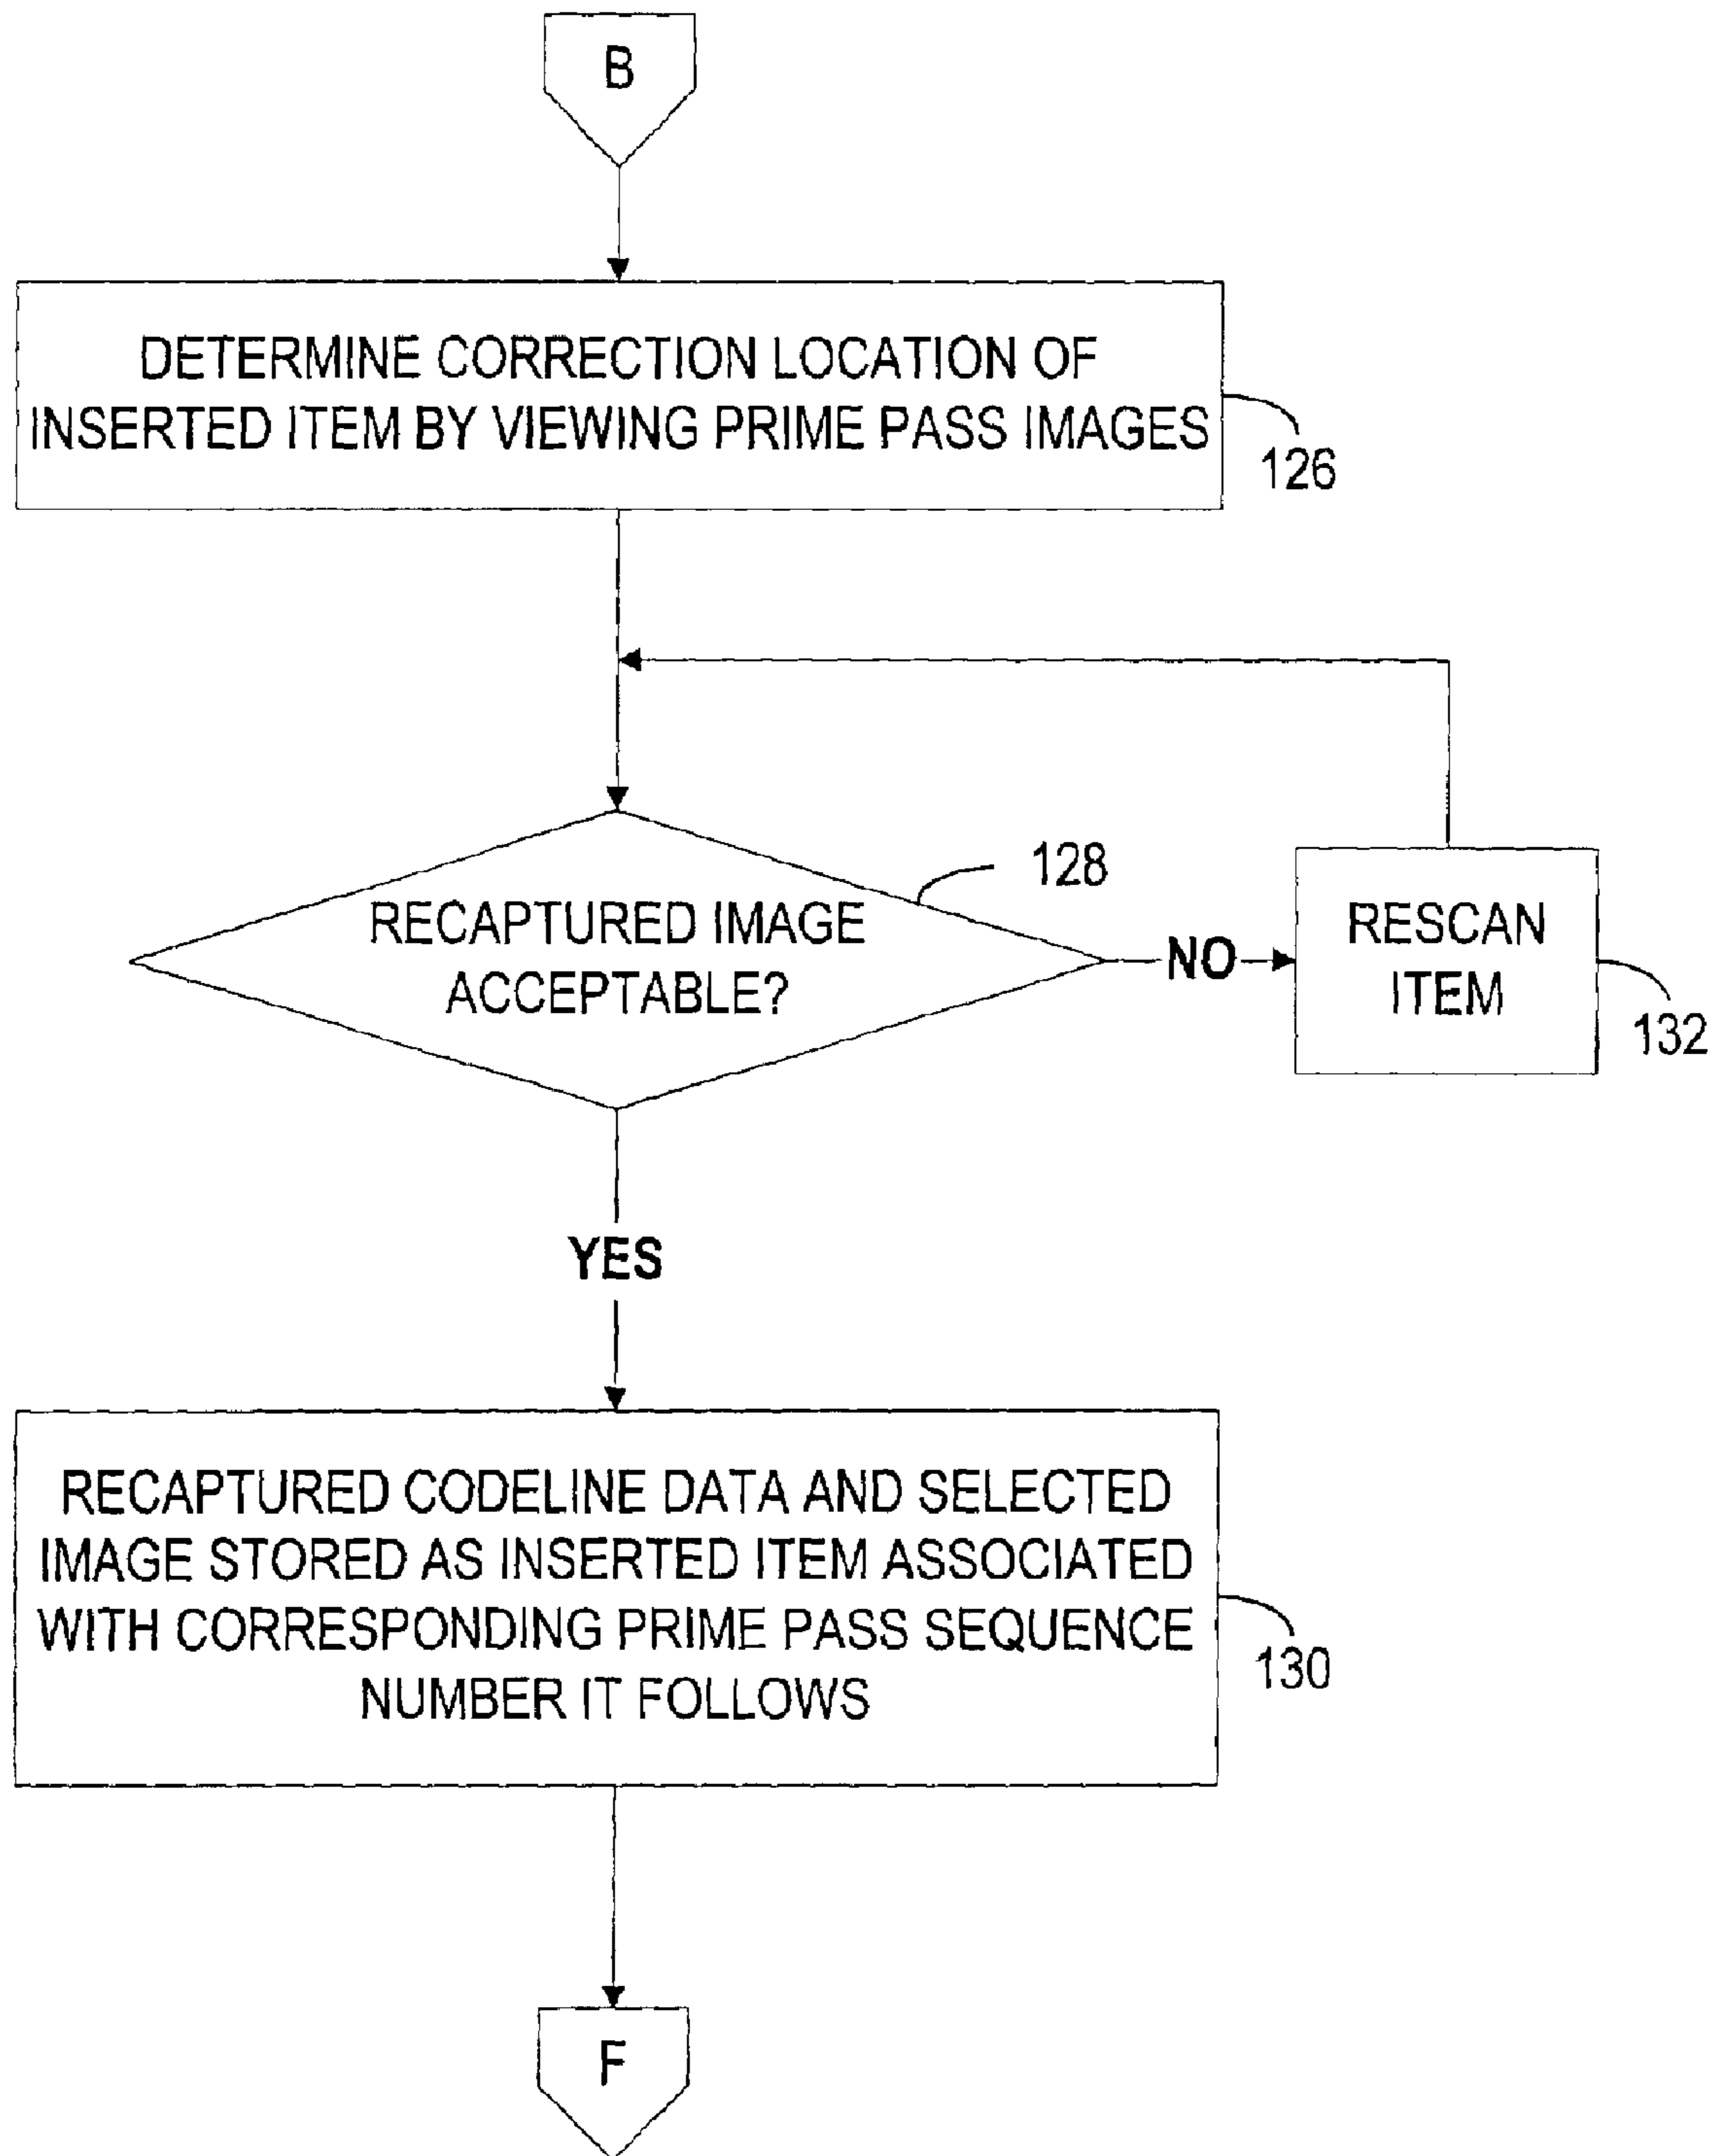 B
DETERMINE CORRECTION LOCATION OF
INSERTED ITEM BY VIEWING PRIME PASS IMAGES
126
128
RECAPTURED IMAGE
ACCEPTABLE?
NO
RESCAN
ITEM
132
YES
RECAPTURED CODELINE DATA AND SELECTED
IMAGE STORED AS INSERTED ITEM ASSOCIATED
WITH CORRESPONDING PRIME PASS SEQUENCE
NUMBER IT FOLLOWS
130
F